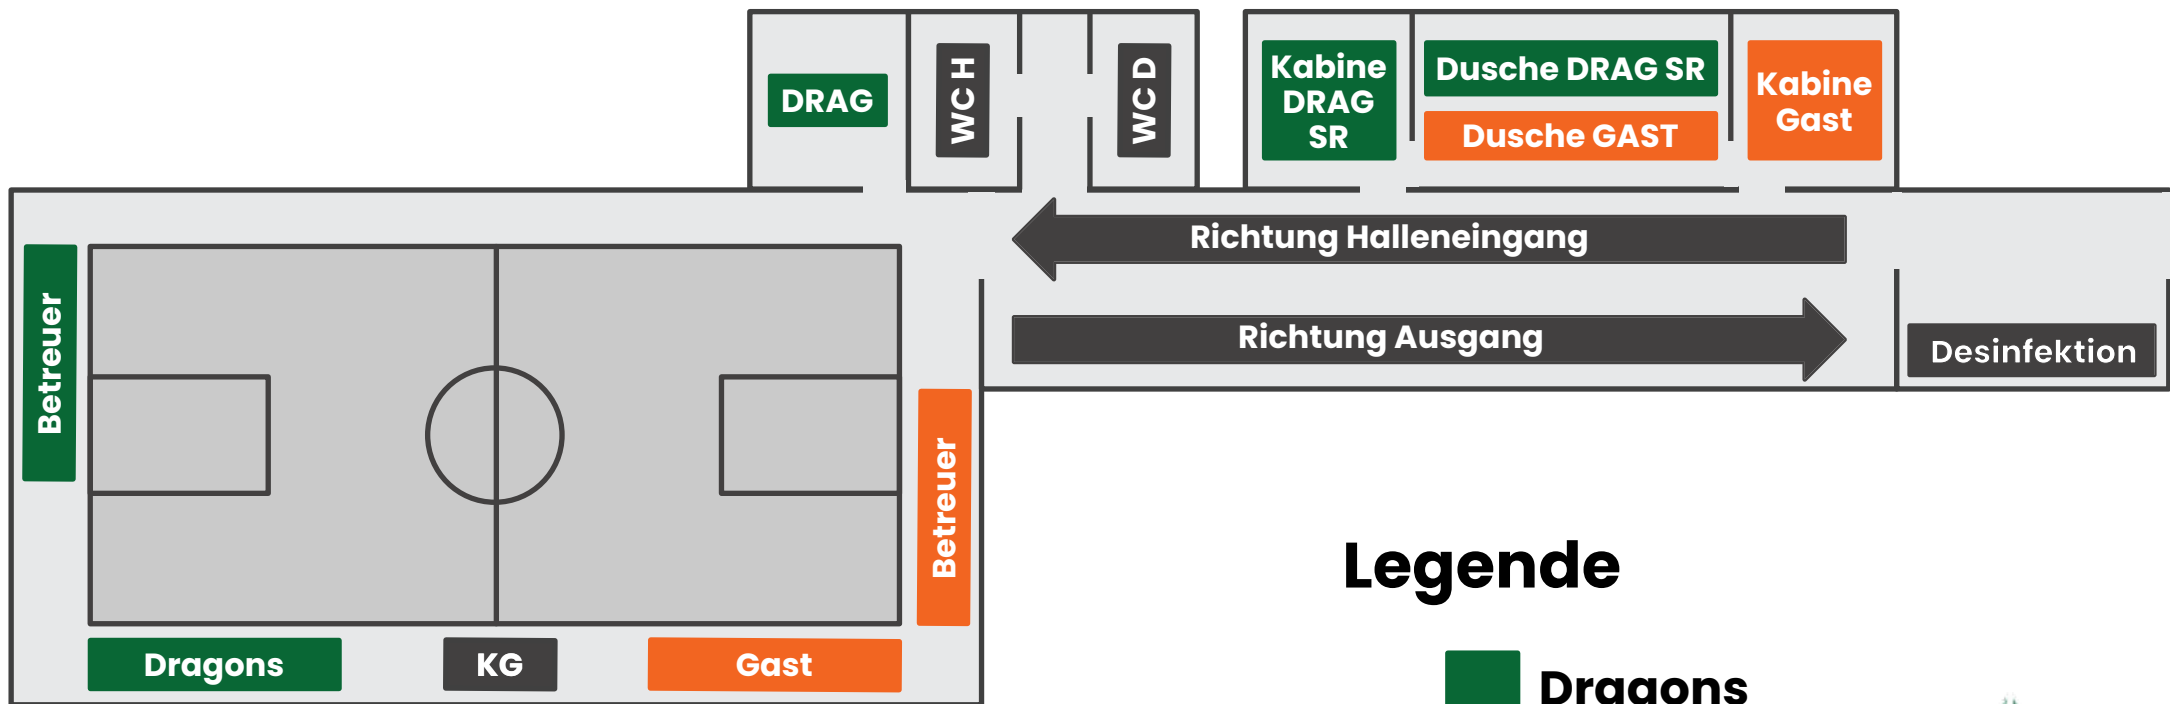 DRAG
WC H
WC D
Kabine
DRAG
SR
Dusche DRAG SR
Dusche GAST
Kabine
Gast
Richtung Halleneingang
Richtung Ausgang
Desinfektion
Betreuer
Betreuer
Dragons
KG
Gast
Legende
Dragons